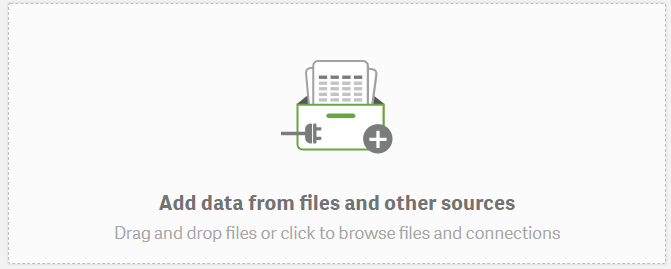 Add data from files and other sources
Drag and drop files or click to browse files and connections